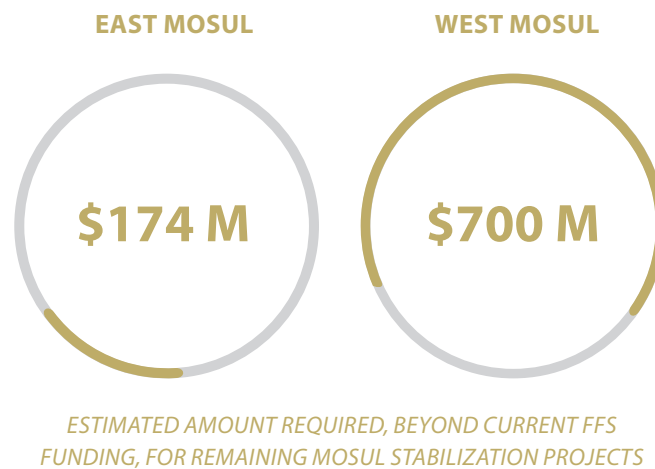 EAST MOSUL
WEST MOSUL
$174 M
$700 M
ESTIMATED AMOUNT REQUIRED, BEYOND CURRENT FFS
FUNDING, FOR REMAINING MOSUL STABILIZATION PROJECTS